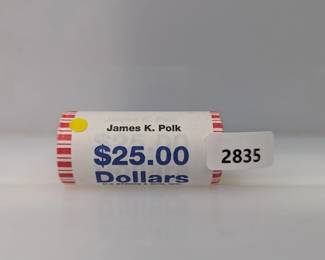 James K. Polk
$25.00
Dollars
2835